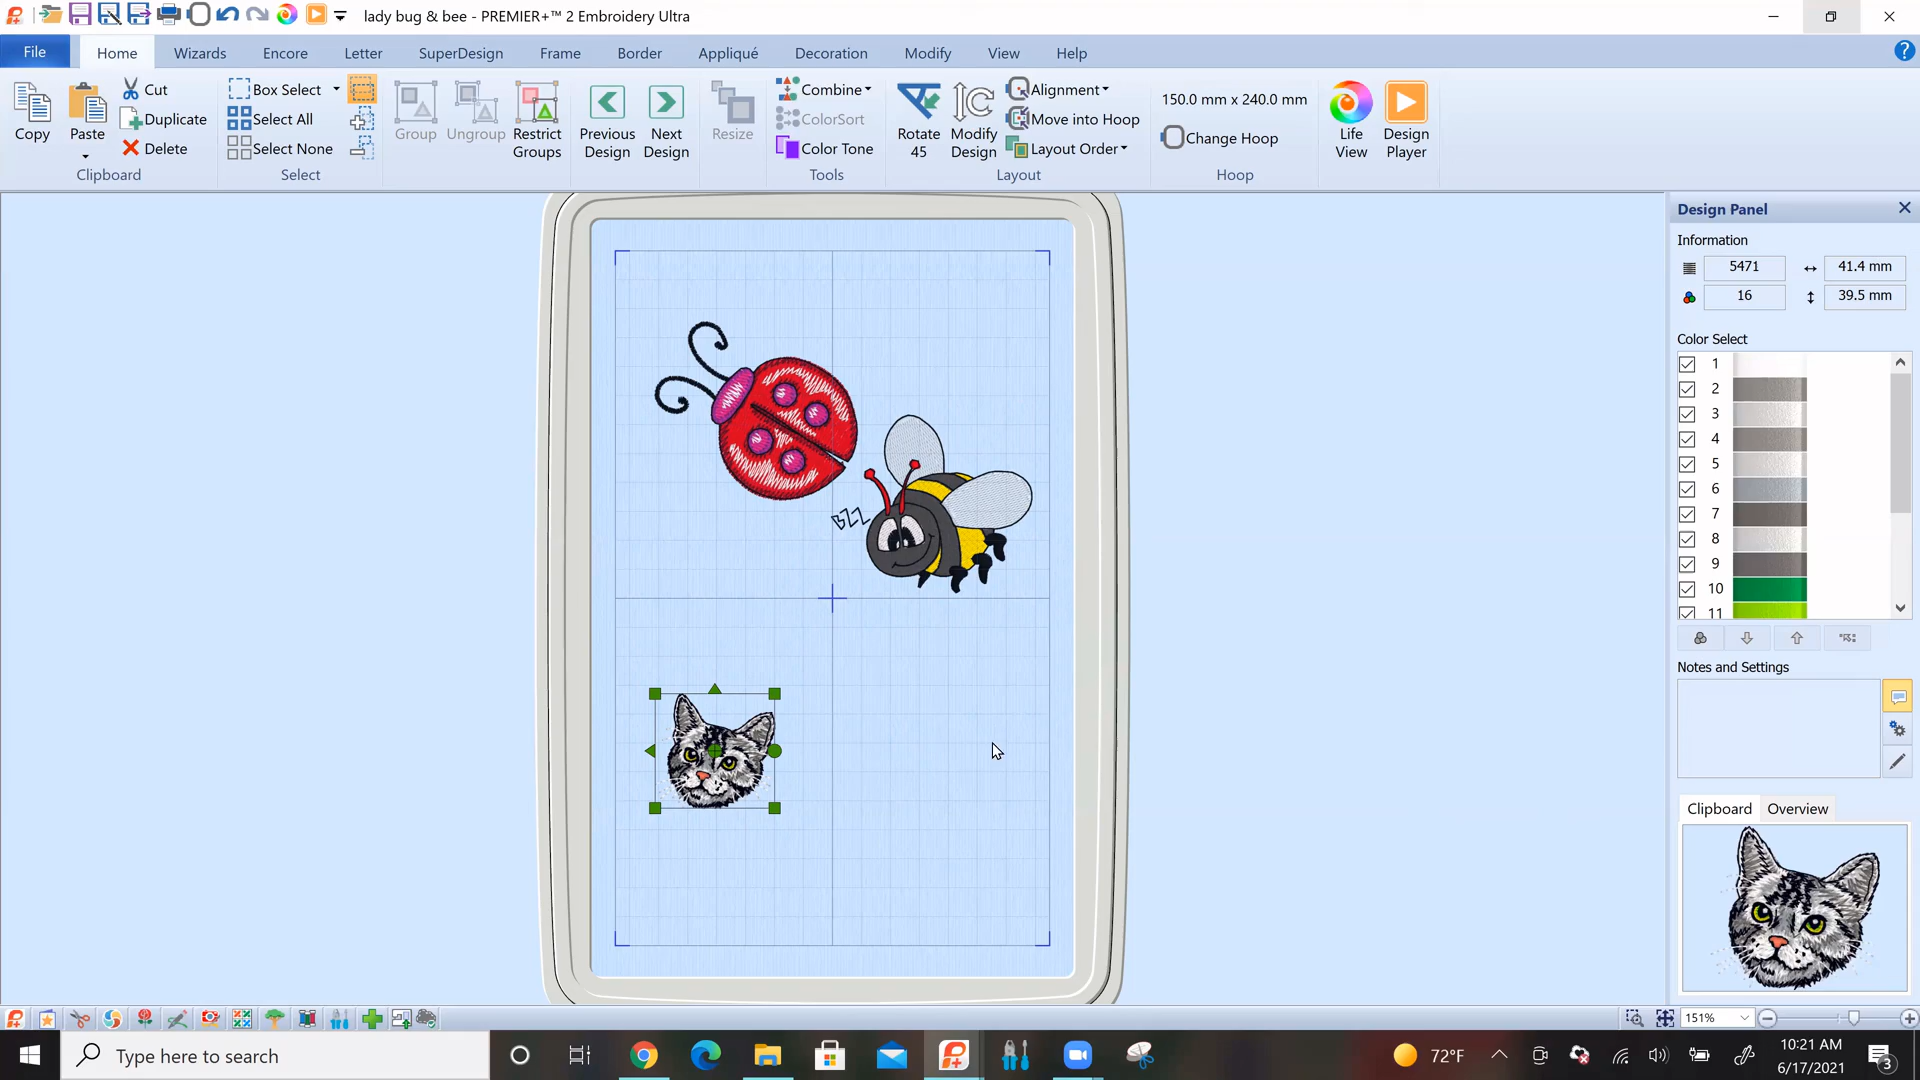 lady bug & bee - PREMIER+™ 2 Embroidery Ultra
File Home Wizards Encore Letter SuperDesign Frame Border Appliqué Decoration Modify View Help
Copy
Paste
Cut
Duplicate
Delete
Clipboard
Box Select
Select All
Select None
Select
Group
Ungroup
Restrict Groups
Previous Design
Next Design
Resize
Combine
ColorSort
Color Tone
Tools
Rotate 45
Modify Design
Alignment
Move into Hoop
Layout Order
Layout
150.0 mm x 240.0 mm
Change Hoop
Hoop
Life View
Design Player
BZZ
Design Panel
Information
5471 41.4 mm
16 39.5 mm
Color Select
1
2
3
4
5
6
7
8
9
10
11
Notes and Settings
Clipboard Overview
151%
Type here to search
72°F
10:21 AM
6/17/2021
3